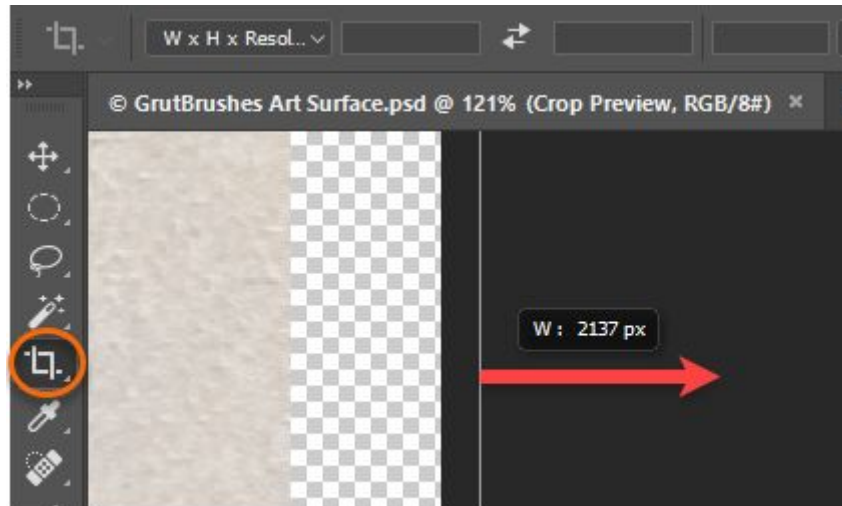 W x H x Resol...
© GrutBrushes Art Surface.psd @ 121% (Crop Preview, RGB/8#) ×
W : 2137 px